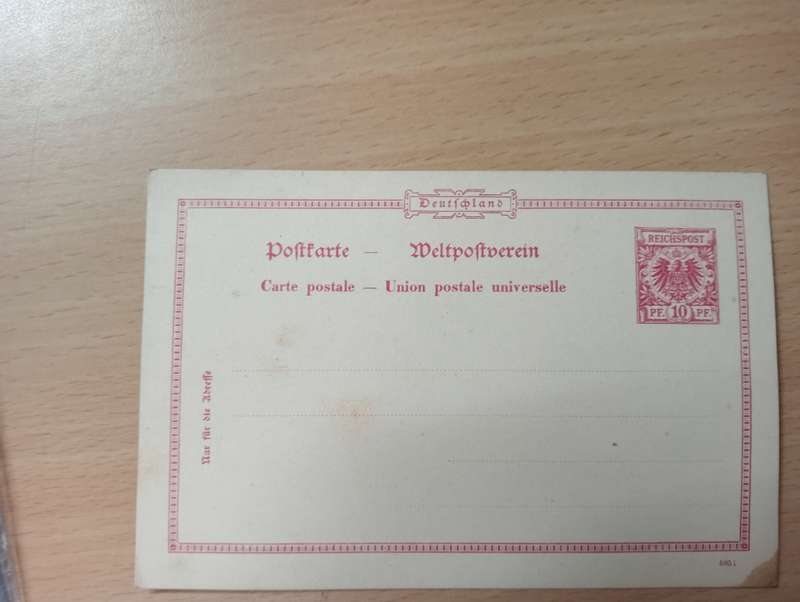 Deutschland
REICHSPOST
Postkarte — Weltpostverein
Carte postale — Union postale universelle
PF. 10 PF.
Nur für die Adresse